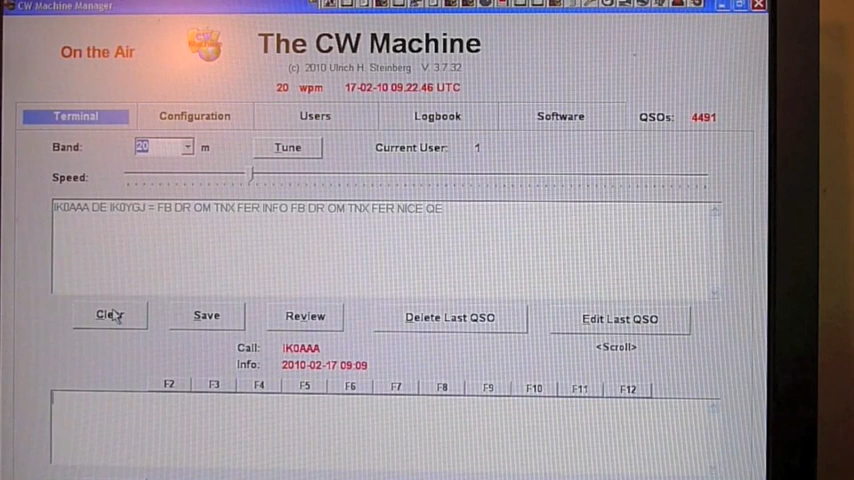 CW Machine Manager
On the Air
The CW Machine
(c) 2010 Ulrich H. Steinberg V. 3.7.32
20 wpm 17-02-10 09.22.46 UTC
Terminal Configuration Users Logbook Software QSOs: 4491
Band: 20 m Tune Current User: 1
Speed:
IK0AAA DE IK0YGJ = FB DR OM TNX FER INFO FB DR OM TNX FER NICE QE
Clear Save Review Delete Last QSO Edit Last QSO
Call: IK0AAA <Scroll>
Info: 2010-02-17 09:09
F2 F3 F4 F5 F6 F7 F8 F9 F10 F11 F12